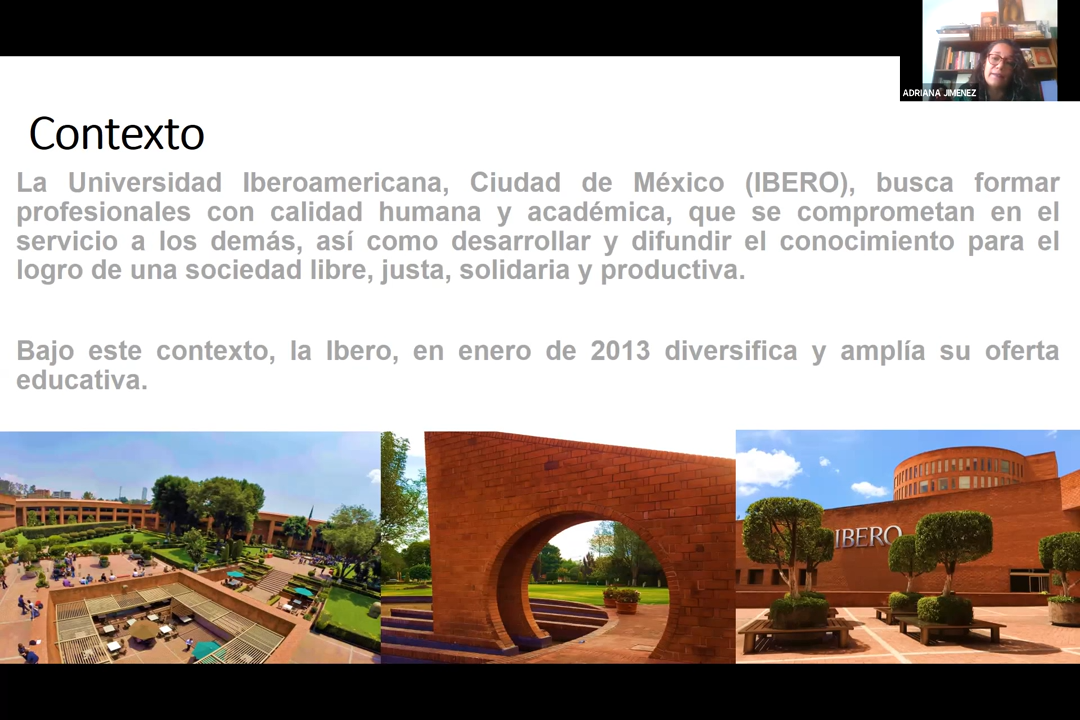 ADRIANA JIMENEZ
Contexto
La Universidad Iberoamericana, Ciudad de México (IBERO), busca formar
profesionales con calidad humana y académica, que se comprometan en el
servicio a los demás, así como desarrollar y difundir el conocimiento para el
logro de una sociedad libre, justa, solidaria y productiva.
Bajo este contexto, la Ibero, en enero de 2013 diversifica y amplía su oferta
educativa.
IBERO